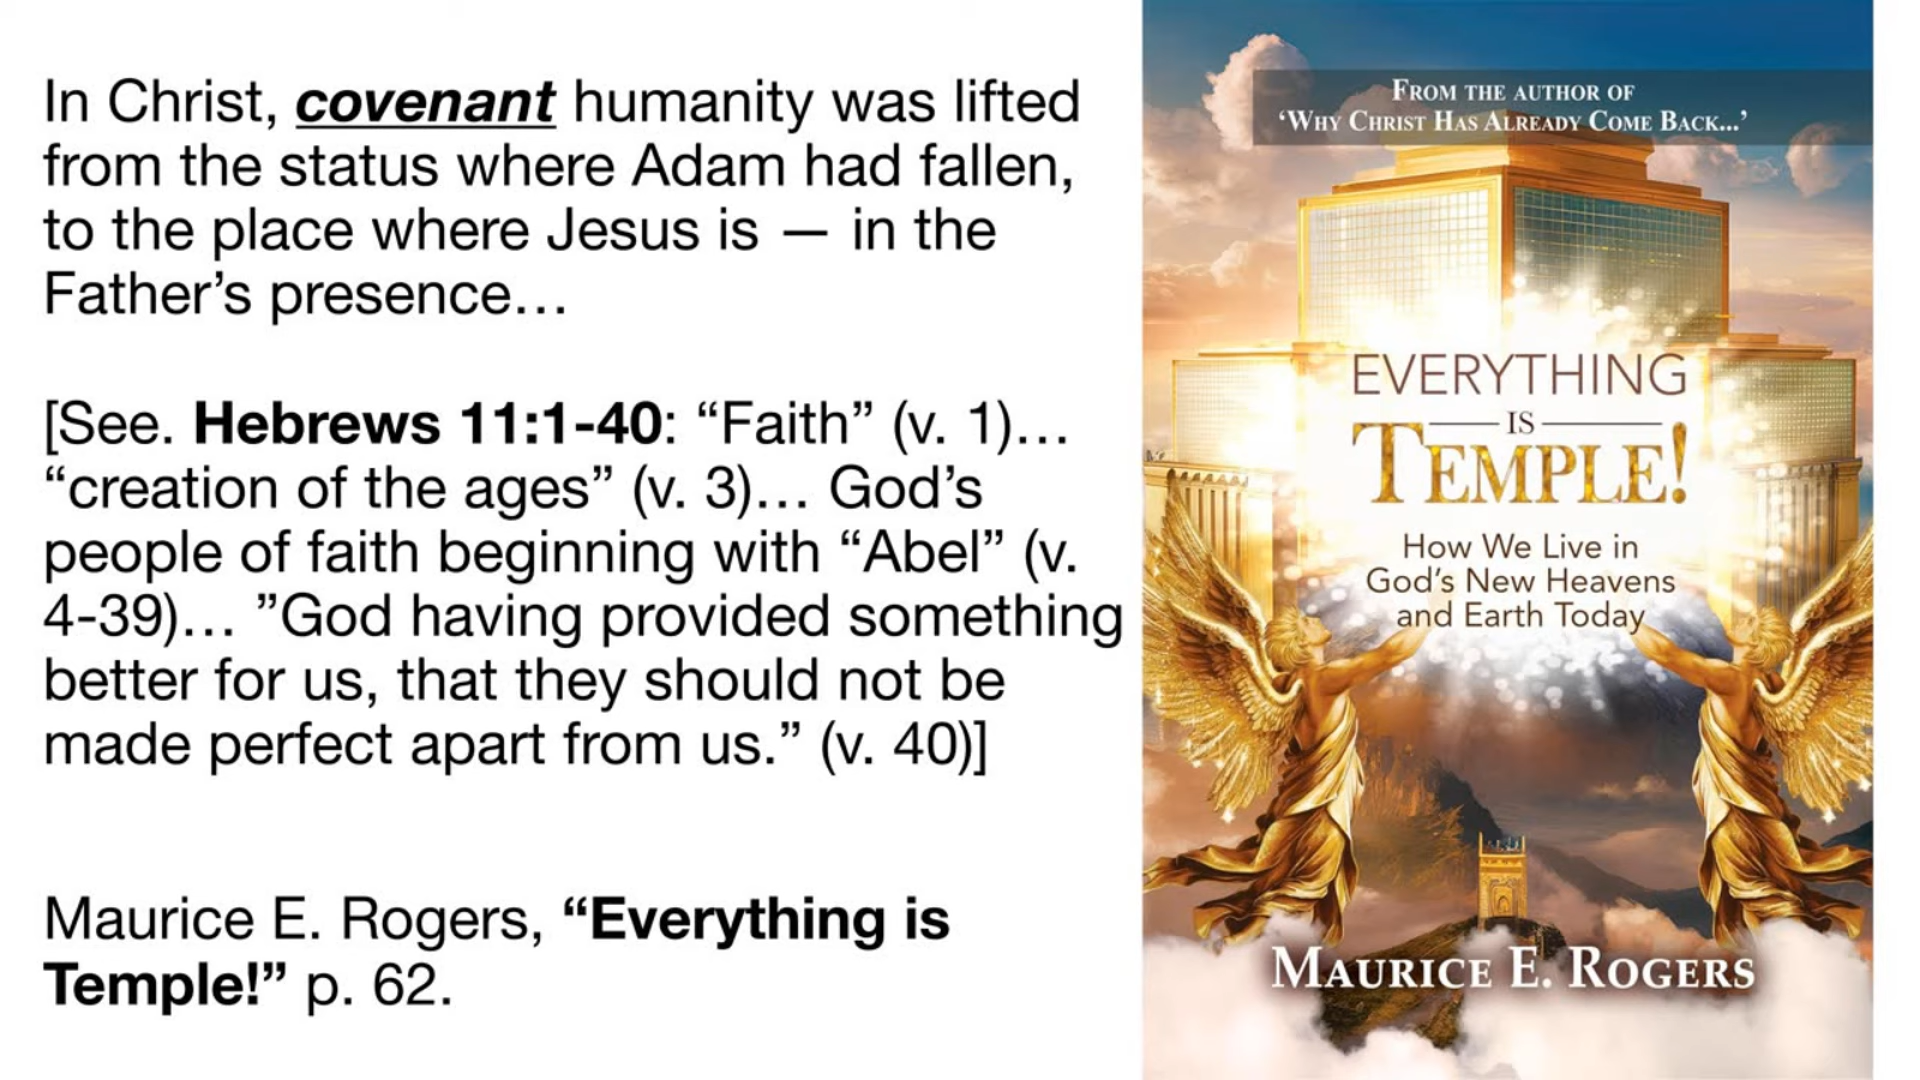 In Christ, covenant humanity was lifted
from the status where Adam had fallen,
to the place where Jesus is — in the
Father’s presence…
[See. Hebrews 11:1-40: “Faith” (v. 1)…
“creation of the ages” (v. 3)… God’s
people of faith beginning with “Abel” (v.
4-39)… ”God having provided something
better for us, that they should not be
made perfect apart from us.” (v. 40)]
Maurice E. Rogers, “Everything is
Temple!” p. 62.
FROM THE AUTHOR OF
‘WHY CHRIST HAS ALREADY COME BACK...’
EVERYTHING
IS
TEMPLE!
How We Live in
God’s New Heavens
and Earth Today
MAURICE E. ROGERS